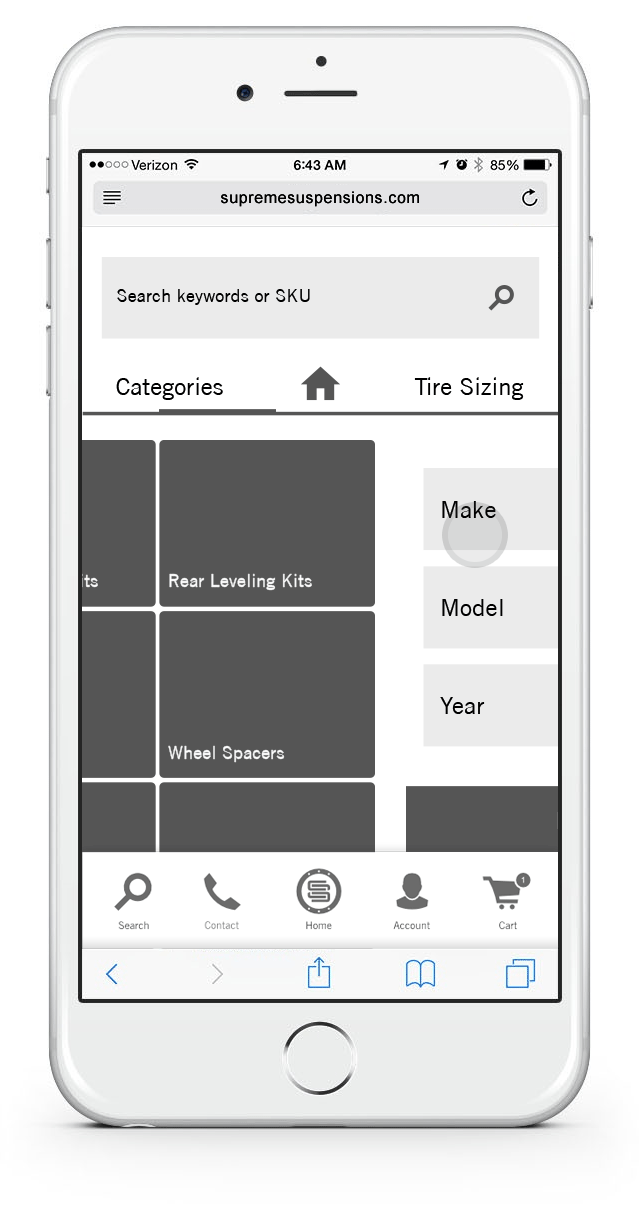 Verizon 6:43 AM 85%
supremesuspensions.com
Search keywords or SKU
Categories Tire Sizing
its
Rear Leveling Kits
Wheel Spacers
Make
Model
Year
1
Search Contact Home Account Cart